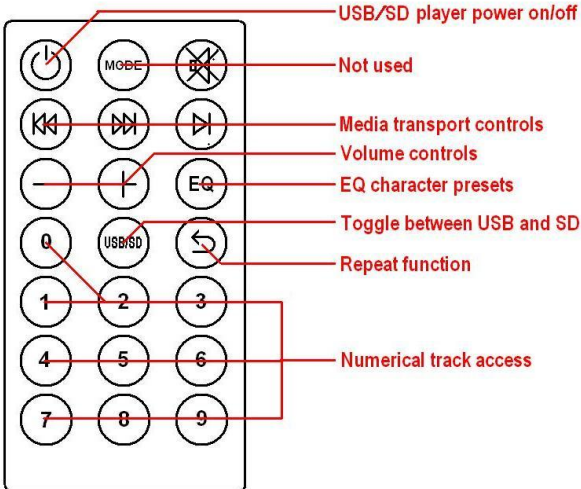 USB/SD player power on/off
MODE
Not used
Media transport controls
Volume controls
EQ
EQ character presets
Toggle between USB and SD
0
USB/SD
Repeat function
1 2 3
4 5 6
Numerical track access
7 8 9